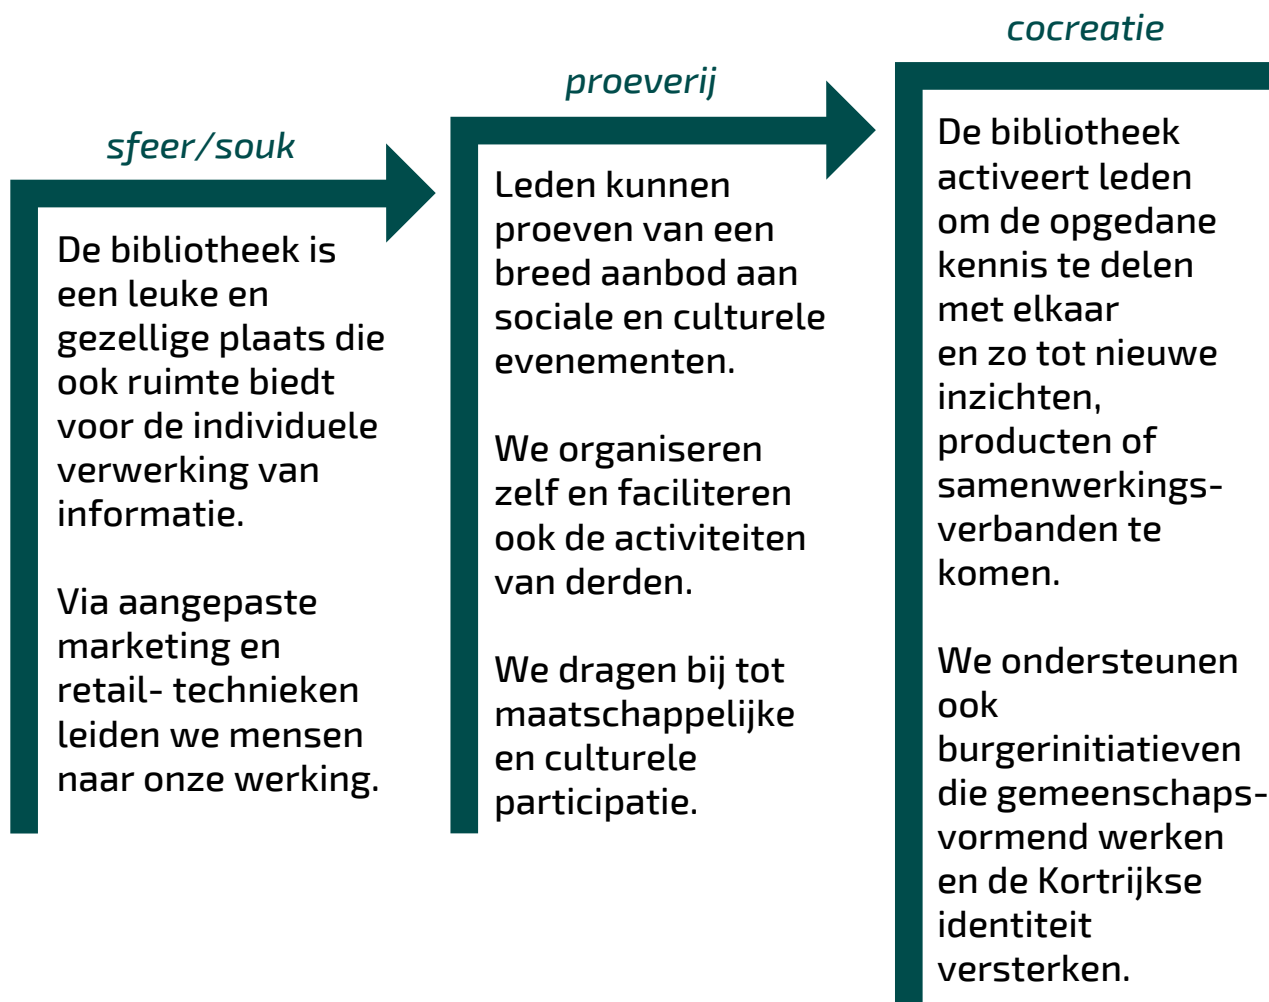 sfeer/souk
De bibliotheek is
een leuke en
gezellige plaats die
ook ruimte biedt
voor de individuele
verwerking van
informatie.
Via aangepaste
marketing en
retail- technieken
leiden we mensen
naar onze werking.
proeverij
Leden kunnen
proeven van een
breed aanbod aan
sociale en culturele
evenementen.
We organiseren
zelf en faciliteren
ook de activiteiten
van derden.
We dragen bij tot
maatschappelijke
en culturele
participatie.
cocreatie
De bibliotheek
activeert leden
om de opgedane
kennis te delen
met elkaar
en zo tot nieuwe
inzichten,
producten of
samenwerkings-
verbanden te
komen.
We ondersteunen
ook
burgerinitiatieven
die gemeenschaps-
vormend werken
en de Kortrijkse
identiteit
versterken.